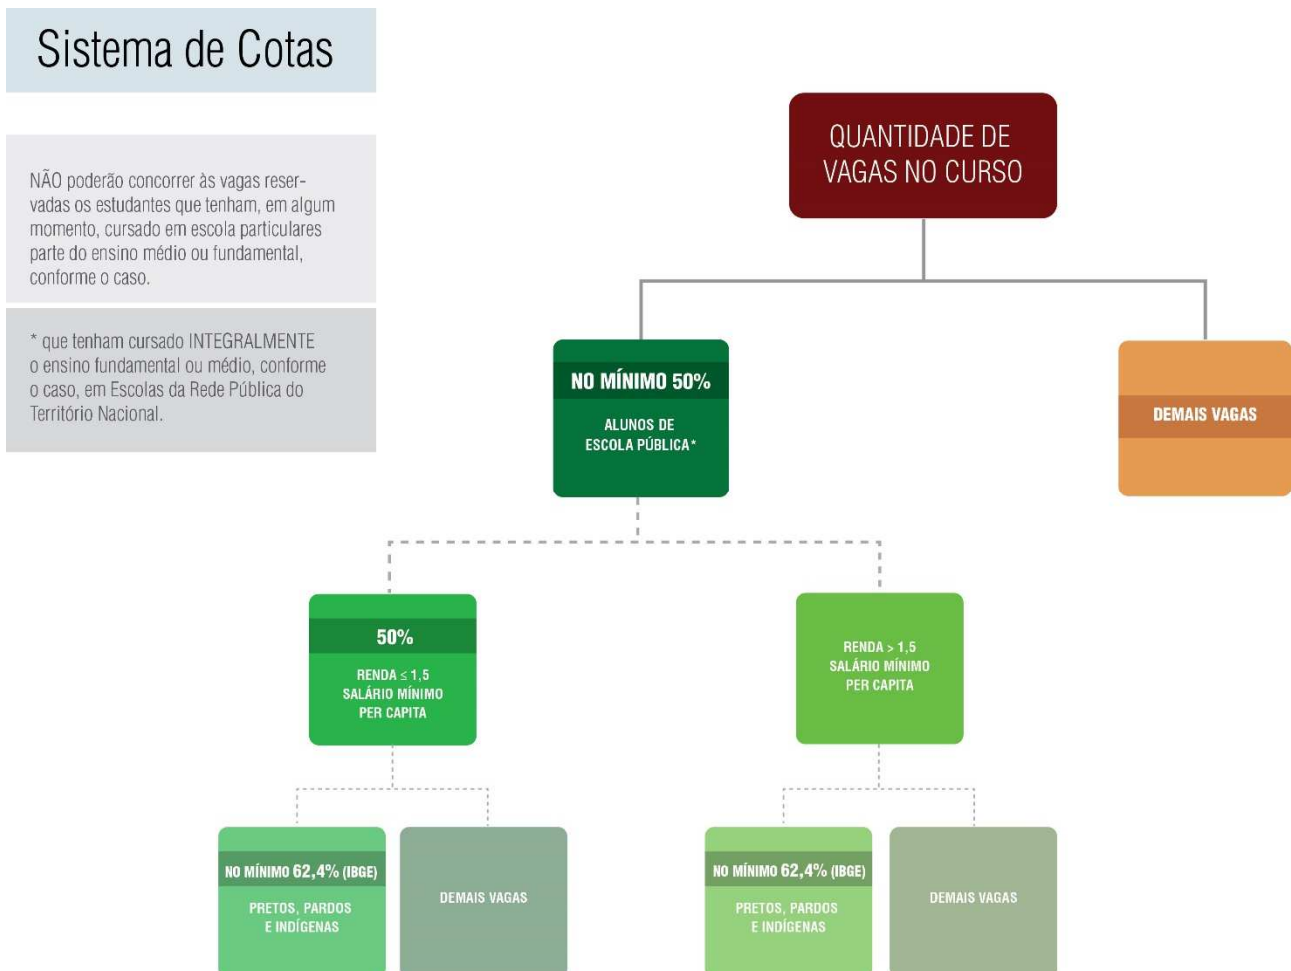 Sistema de Cotas
NÃO poderão concorrer às vagas reser-
vadas os estudantes que tenham, em algum
momento, cursado em escola particulares
parte do ensino médio ou fundamental,
conforme o caso.
* que tenham cursado INTEGRALMENTE
o ensino fundamental ou médio, conforme
o caso, em Escolas da Rede Pública do
Território Nacional.
QUANTIDADE DE
VAGAS NO CURSO
NO MÍNIMO 50%
ALUNOS DE
ESCOLA PÚBLICA*
DEMAIS VAGAS
50%
RENDA ≤ 1,5
SALÁRIO MÍNIMO
PER CAPITA
RENDA > 1,5
SALÁRIO MÍNIMO
PER CAPITA
NO MÍNIMO 62,4% (IBGE)
PRETOS, PARDOS
E INDÍGENAS
DEMAIS VAGAS
NO MÍNIMO 62,4% (IBGE)
PRETOS, PARDOS
E INDÍGENAS
DEMAIS VAGAS